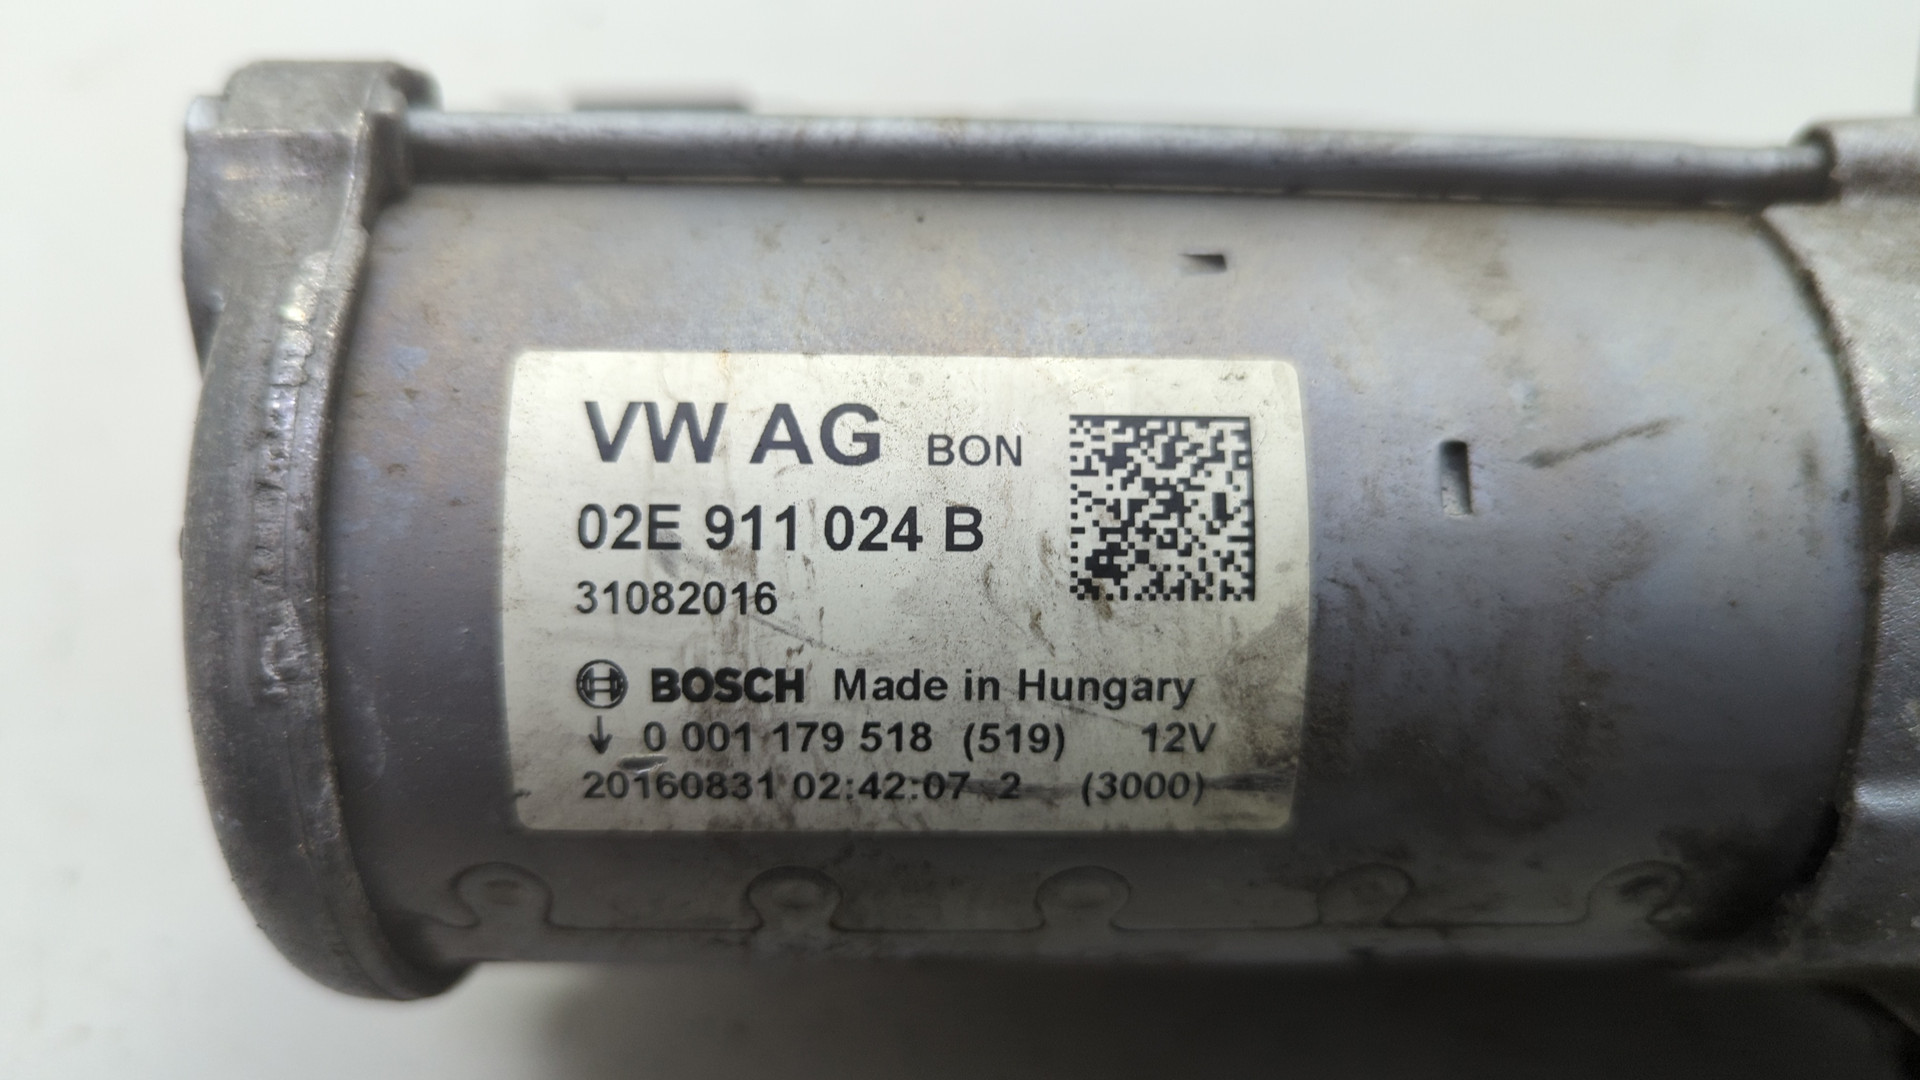 VW AG BON
02E 911 024 B
31082016
BOSCH Made in Hungary
↓ 0 001 179 518 (519) 12V
20160831 02:42:07 2 (3000)